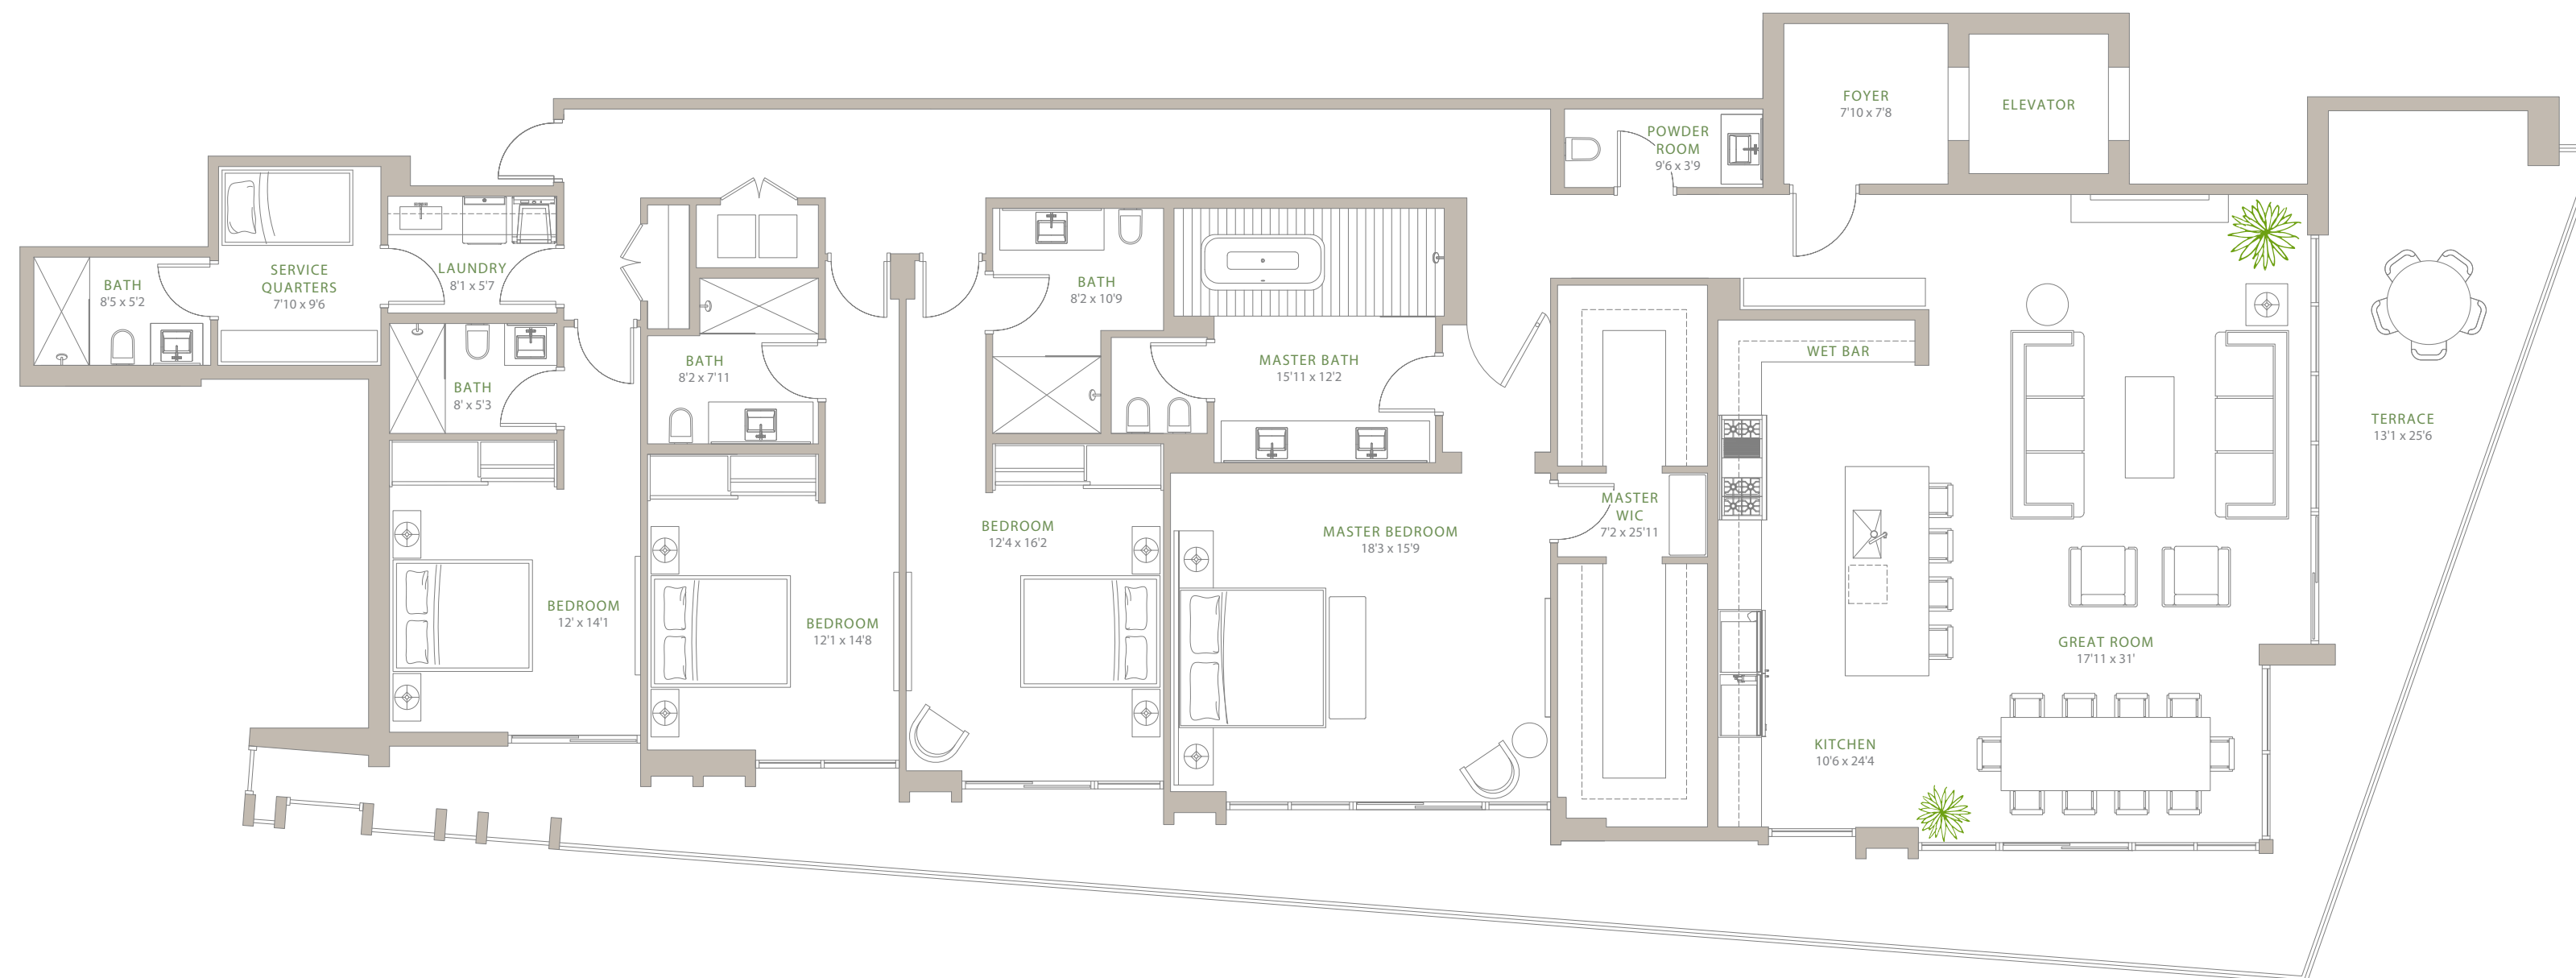 FOYER
7'10 x 7'8
ELEVATOR
POWDER
ROOM
9'6 x 3'9
BATH
8'5 x 5'2
SERVICE
QUARTERS
7'10 x 9'6
LAUNDRY
8'1 x 5'7
BATH
8' x 5'3
BATH
8'2 x 7'11
BATH
8'2 x 10'9
MASTER BATH
15'11 x 12'2
WET BAR
TERRACE
13'1 x 25'6
BEDROOM
12' x 14'1
BEDROOM
12'1 x 14'8
BEDROOM
12'4 x 16'2
MASTER BEDROOM
18'3 x 15'9
MASTER
WIC
7'2 x 25'11
GREAT ROOM
17'11 x 31'
KITCHEN
10'6 x 24'4